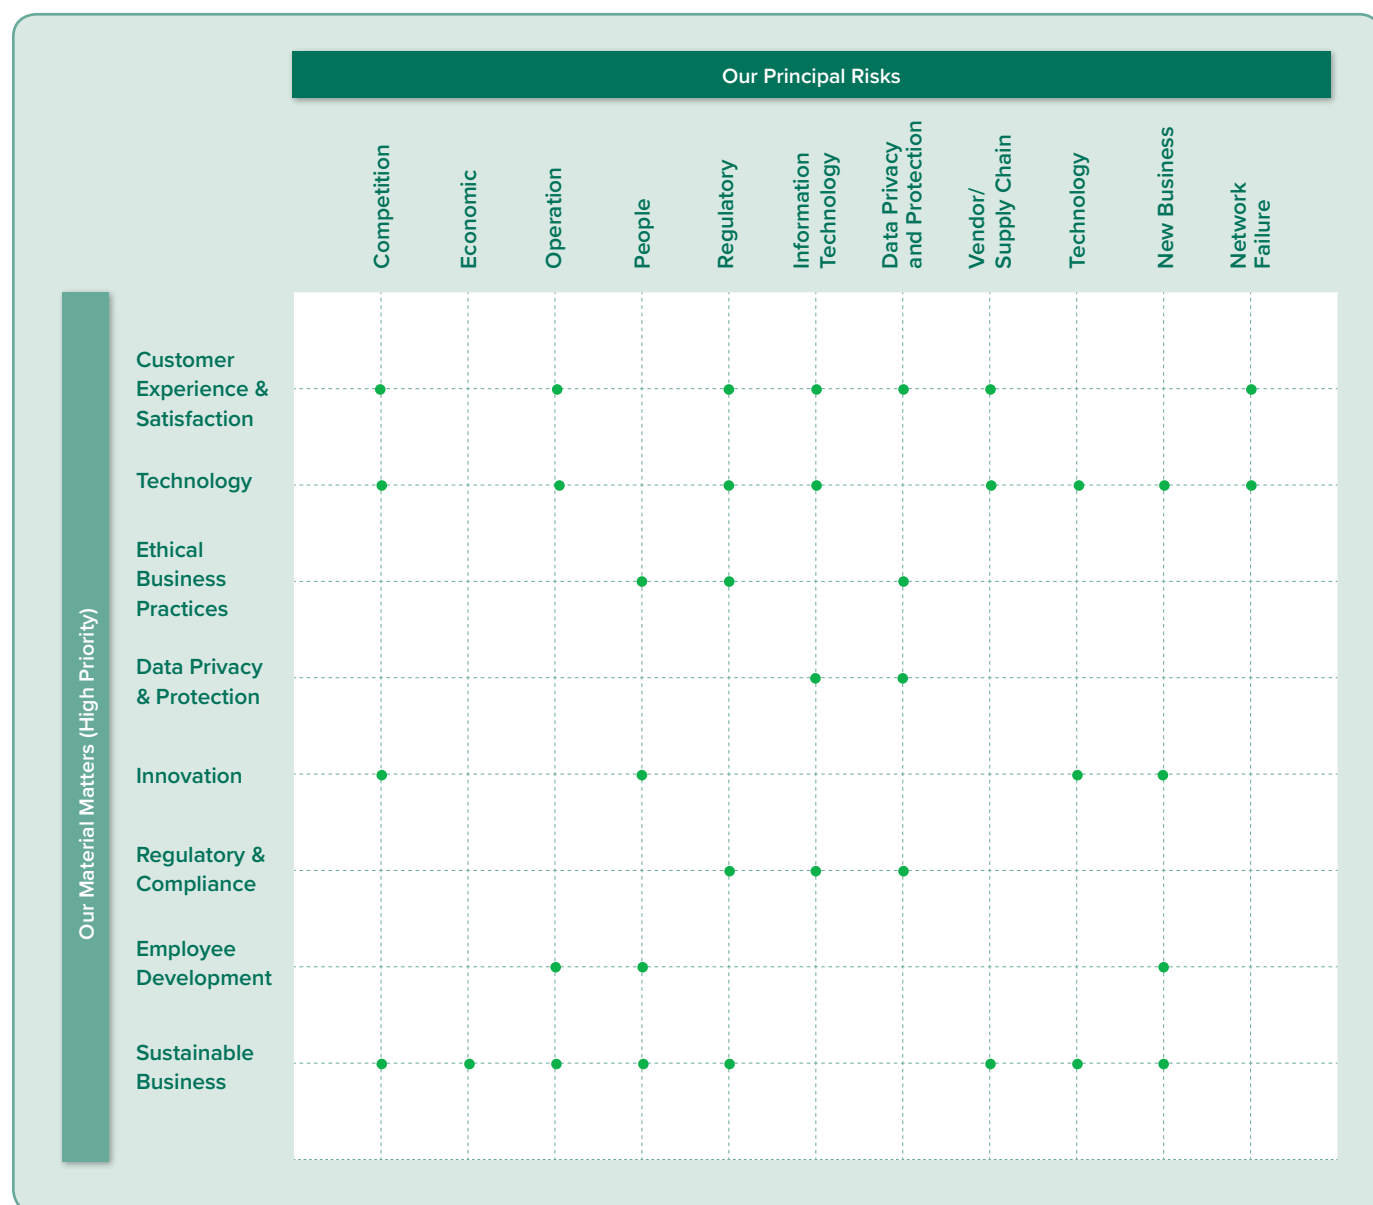 Our Principal Risks
Competition
Economic
Operation
People
Regulatory
Information
Technology
Data Privacy
and Protection
Vendor/
Supply Chain
Technology
New Business
Network
Failure
Our Material Matters (High Priority)
Customer
Experience &
Satisfaction
Technology
Ethical
Business
Practices
Data Privacy
& Protection
Innovation
Regulatory &
Compliance
Employee
Development
Sustainable
Business